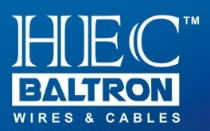 HEC™
BALTRON
WIRES & CABLES